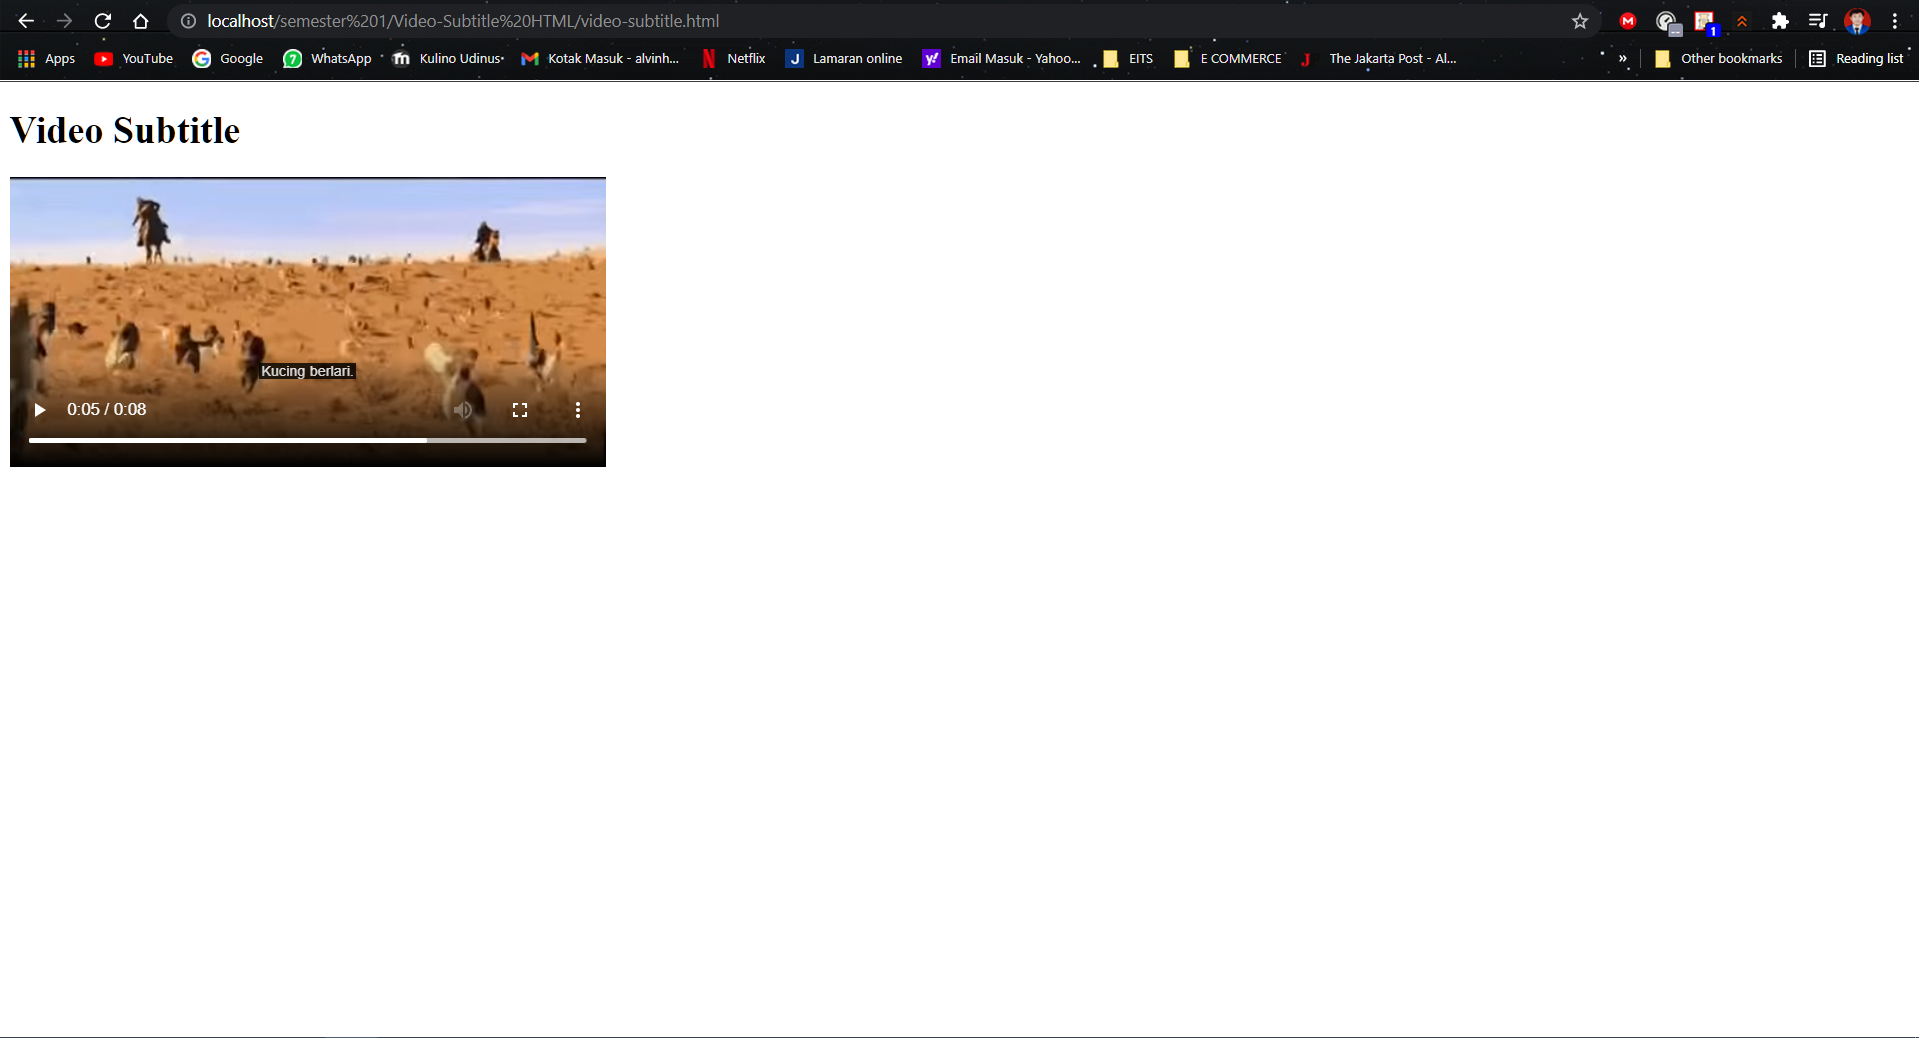 localhost/semester%201/Video-Subtitle%20HTML/video-subtitle.html
1
Apps YouTube Google 7 WhatsApp m Kulino Udinus Kotak Masuk - alvinh... N Netflix J Lamaran online y! Email Masuk - Yahoo... EITS E COMMERCE J The Jakarta Post - Al... » Other bookmarks Reading list
Video Subtitle
Kucing berlari.
0:05 / 0:08